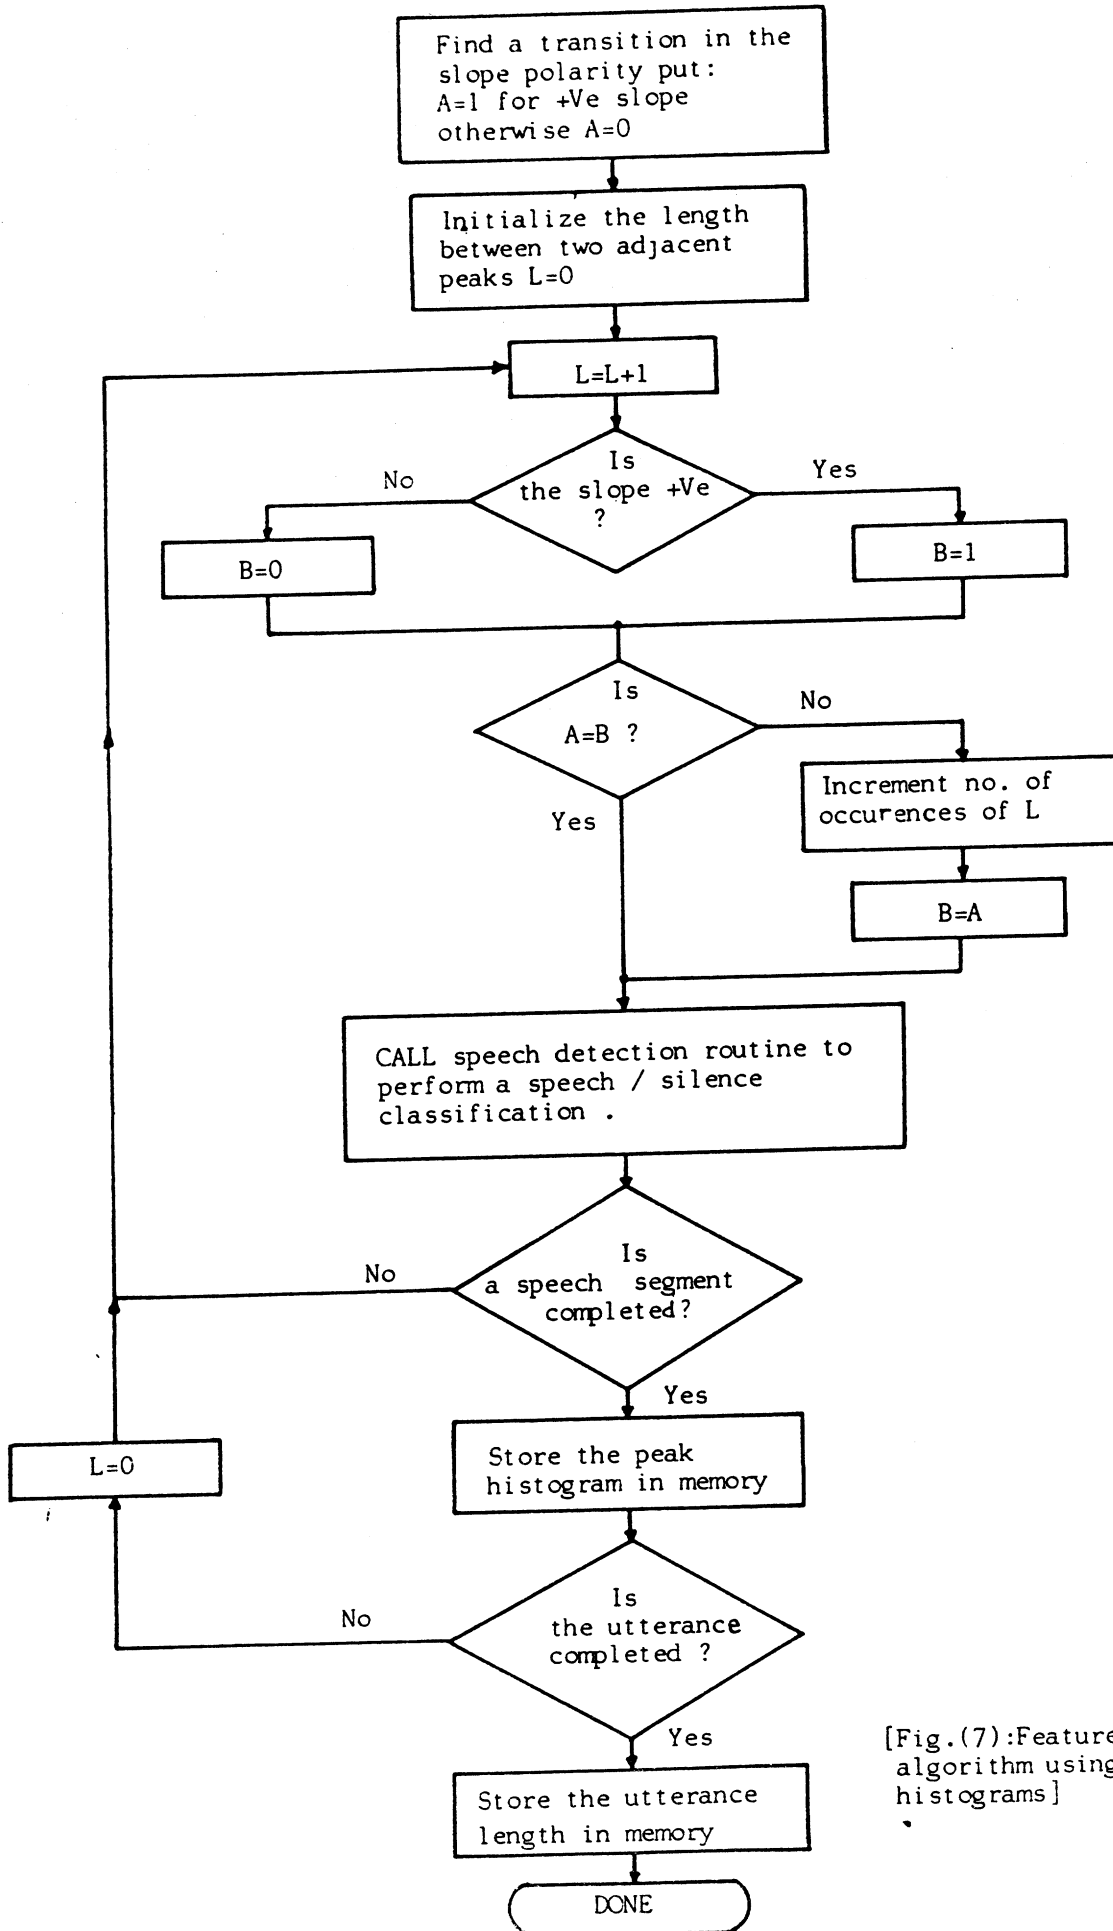 Find a transition in the
slope polarity put:
A=1 for +Ve slope
otherwise A=0
Initialize the length
between two adjacent
peaks L=0
L=L+1
Is
the slope +Ve
?
No
Yes
B=0
B=1
Is
A=B ?
No
Yes
Increment no. of
occurences of L
B=A
CALL speech detection routine to
perform a speech / silence
classification .
Is
a speech segment
completed?
No
Yes
Store the peak
histogram in memory
L=0
Is
the utterance
completed ?
No
Yes
Store the utterance
length in memory
DONE
[Fig.(7):Feature
algorithm using
histograms]